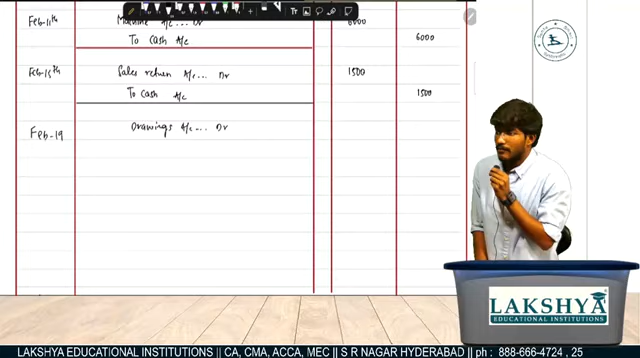 Feb-11th Machine A/c... Dr 6000
To Cash A/c 6000
Feb-15th Sales return A/c... Dr 1500
To Cash A/c 1500
Feb-19 Drawings A/c... Dr
LAKSHYA
EDUCATIONAL INSTITUTIONS
LAKSHYA EDUCATIONAL INSTITUTIONS || CA, CMA, ACCA, MEC || S R NAGAR HYDERABAD || ph : 888-666-4724 , 25